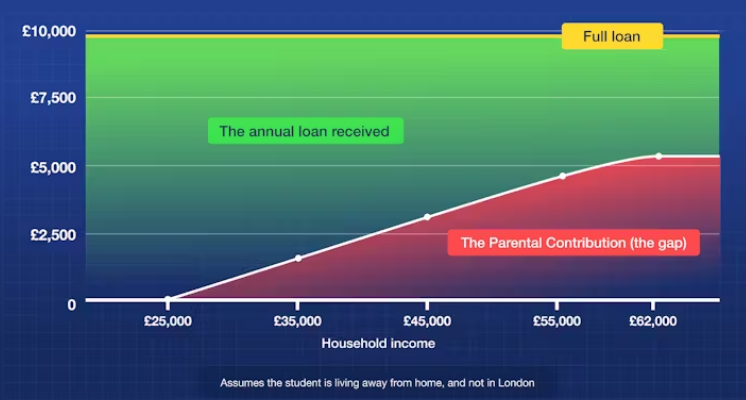 £10,000
Full loan
£7,500
The annual loan received
£5,000
£2,500
The Parental Contribution (the gap)
0
£25,000 £35,000 £45,000 £55,000 £62,000
Household income
Assumes the student is living away from home, and not in London